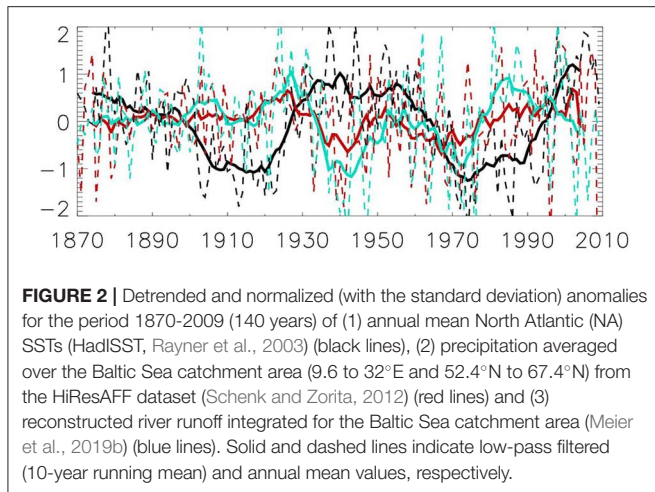 2
1
0
−1
−2
1870 1890 1910 1930 1950 1970 1990 2010
FIGURE 2 | Detrended and normalized (with the standard deviation) anomalies
for the period 1870-2009 (140 years) of (1) annual mean North Atlantic (NA)
SSTs (HadISST, Rayner et al., 2003) (black lines), (2) precipitation averaged
over the Baltic Sea catchment area (9.6 to 32°E and 52.4°N to 67.4°N) from
the HiResAFF dataset (Schenk and Zorita, 2012) (red lines) and (3)
reconstructed river runoff integrated for the Baltic Sea catchment area (Meier
et al., 2019b) (blue lines). Solid and dashed lines indicate low-pass filtered
(10-year running mean) and annual mean values, respectively.